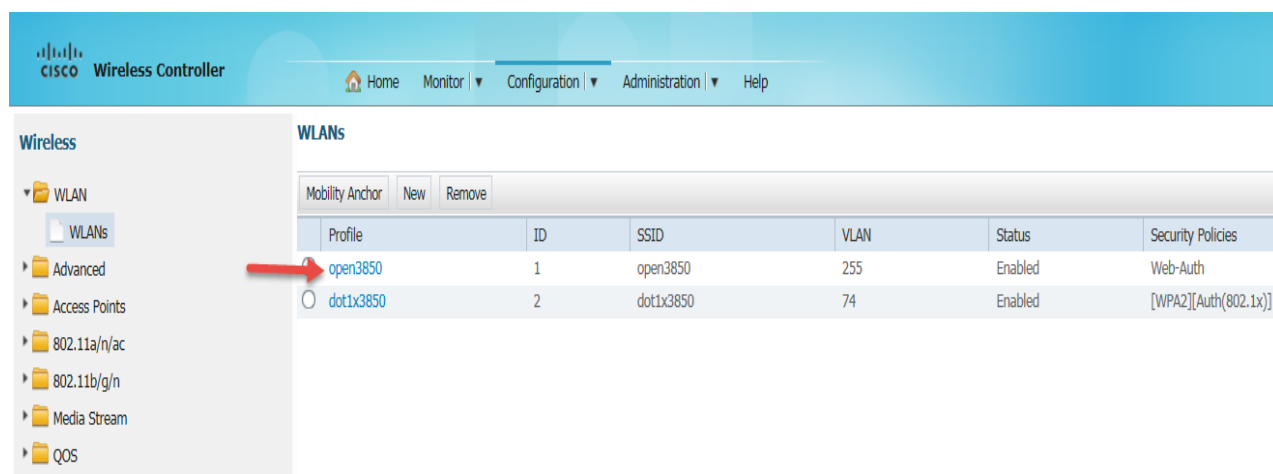 CISCO Wireless Controller
Home Monitor Configuration Administration Help
Wireless
WLAN
WLANs
Advanced
Access Points
802.11a/n/ac
802.11b/g/n
Media Stream
QOS
WLANs
Mobility Anchor New Remove
Profile ID SSID VLAN Status Security Policies
open3850 1 open3850 255 Enabled Web-Auth
dot1x3850 2 dot1x3850 74 Enabled [WPA2][Auth(802.1x)]